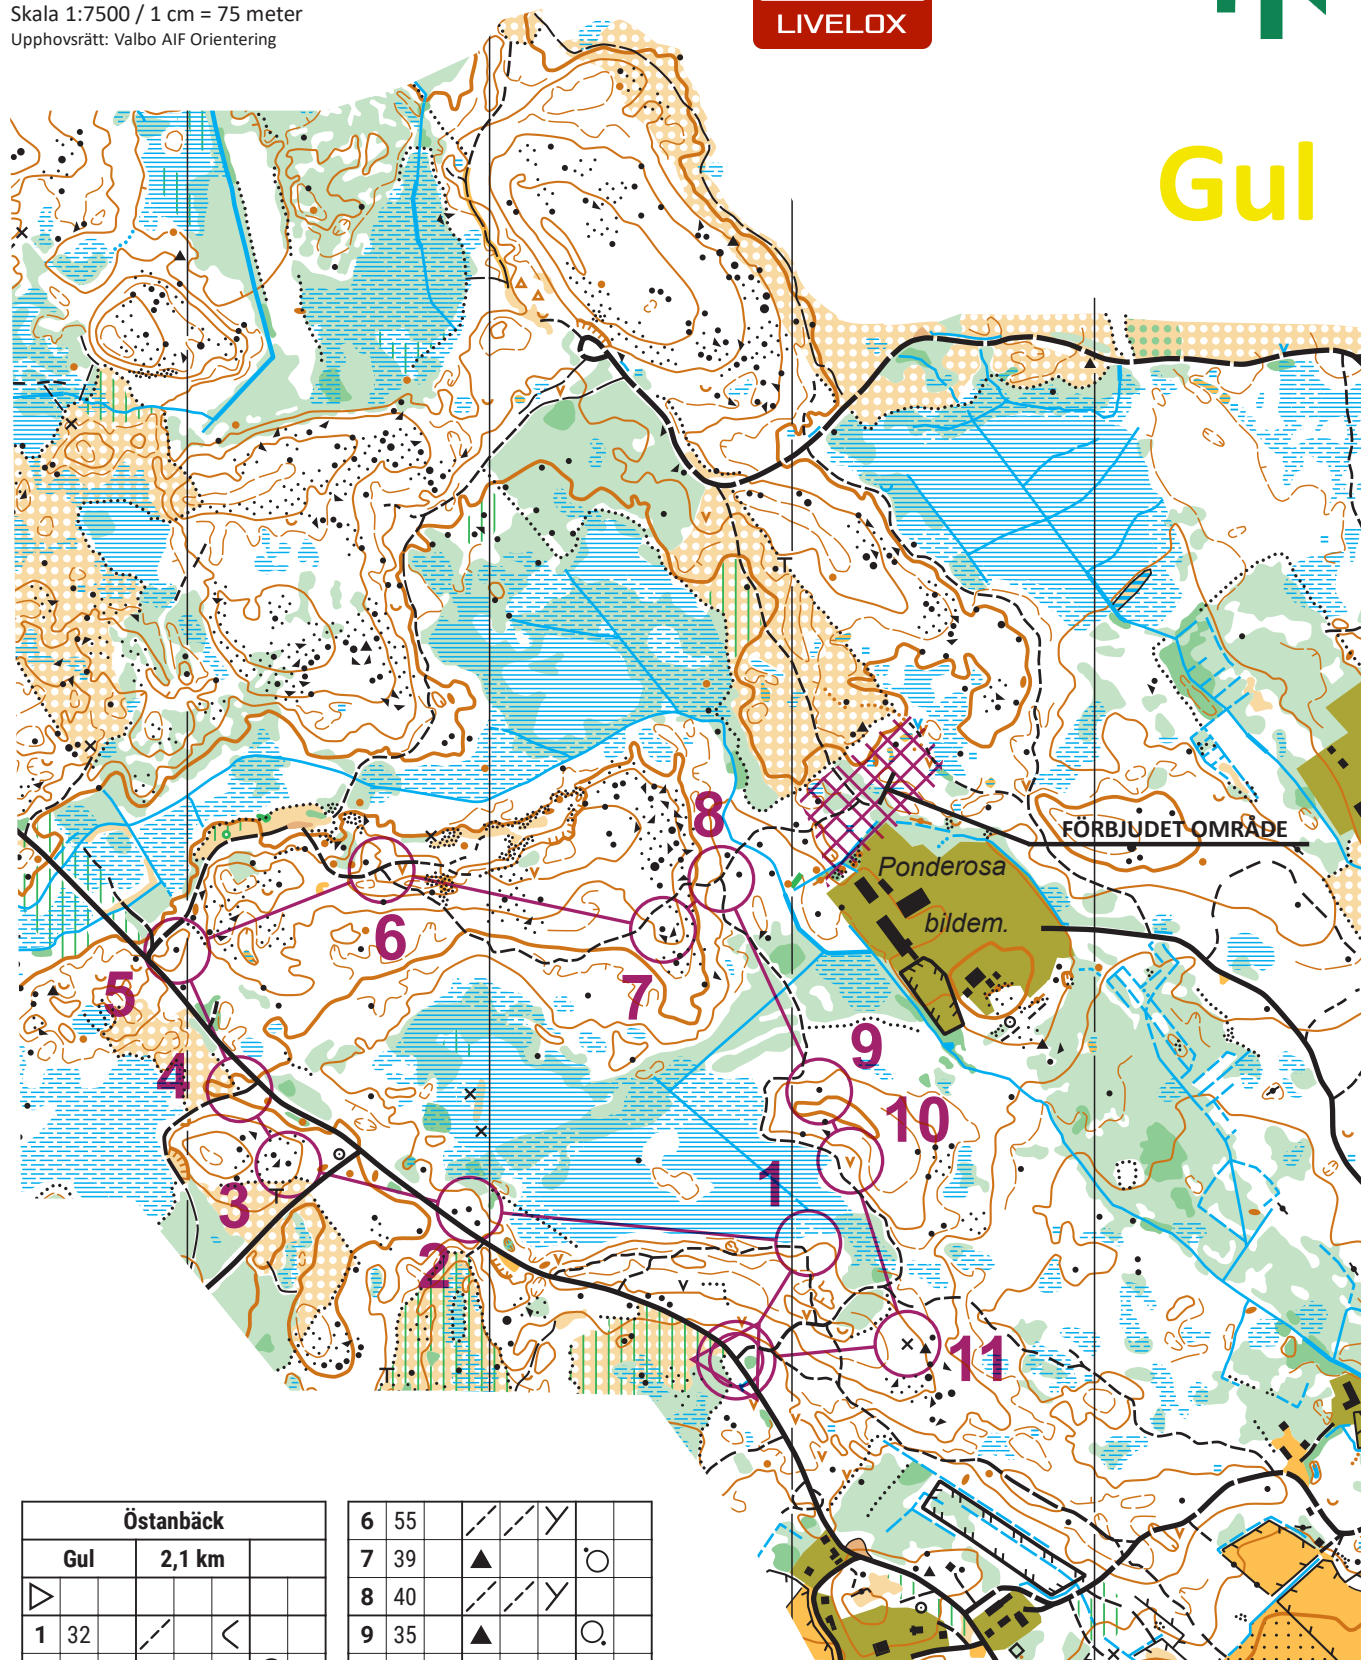 Skala 1:7500 / 1 cm = 75 meter
Upphovsrätt: Valbo AIF Orientering
LIVELOX
Gul
8
FÖRBJUDET OMRÅDE
Ponderosa
bildem.
6
5
7
9
4
10
1
3
2
11
Östanbäck
Gul 2,1 km
1 32
6 55
7 39
8 40
9 35